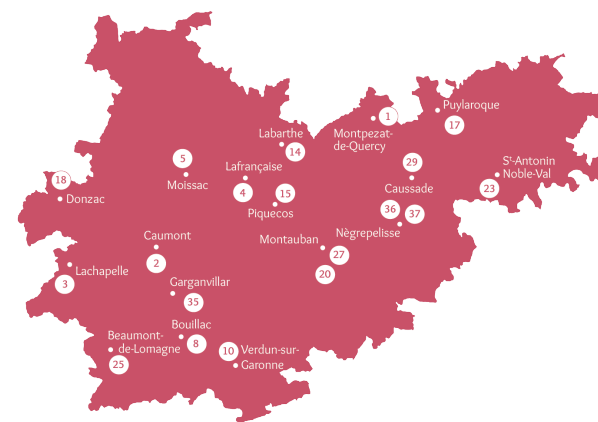 Puylaroque
17
1
Montpezat-
de-Quercy
Labarthe
14
5
Moissac
Lafrançaise
4
15
Piquecos
29
Caussade
Sᵗ-Antonin
Noble-Val
23
18
Donzac
36
37
Nègrepelisse
Caumont
2
Montauban
27
20
Lachapelle
3
Garganvillar
35
Bouillac
8
Beaumont-
de-Lomagne
25
10
Verdun-sur-
Garonne